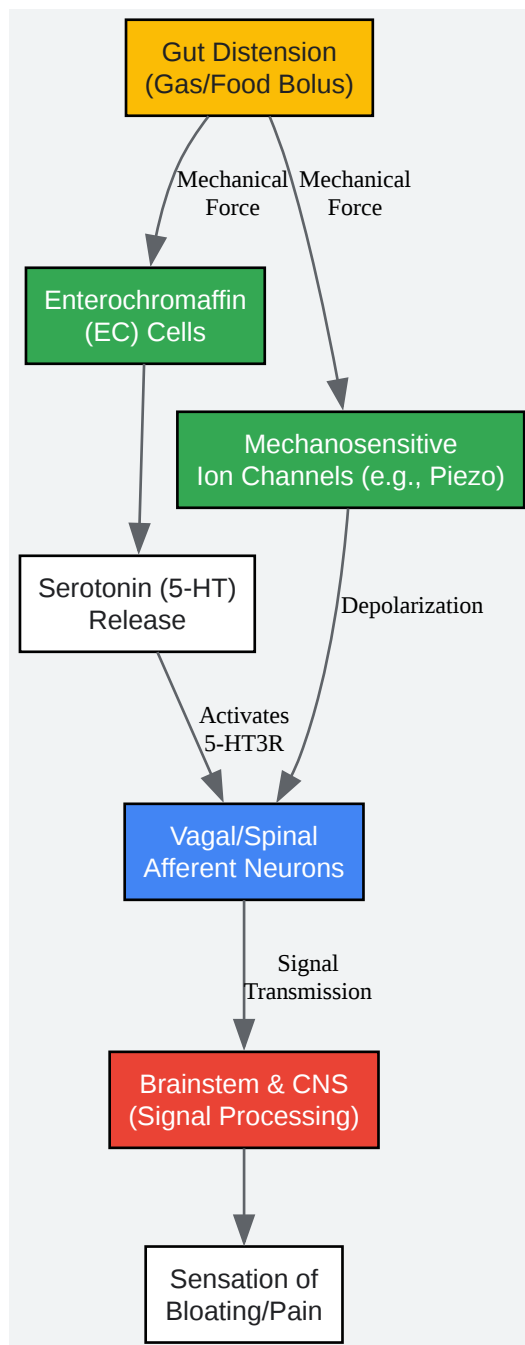 Gut Distension
(Gas/Food Bolus)
Mechanical
Force
Mechanical
Force
Enterochromaffin
(EC) Cells
Mechanosensitive
Ion Channels (e.g., Piezo)
Serotonin (5-HT)
Release
Depolarization
Activates
5-HT3R
Vagal/Spinal
Afferent Neurons
Signal
Transmission
Brainstem & CNS
(Signal Processing)
Sensation of
Bloating/Pain